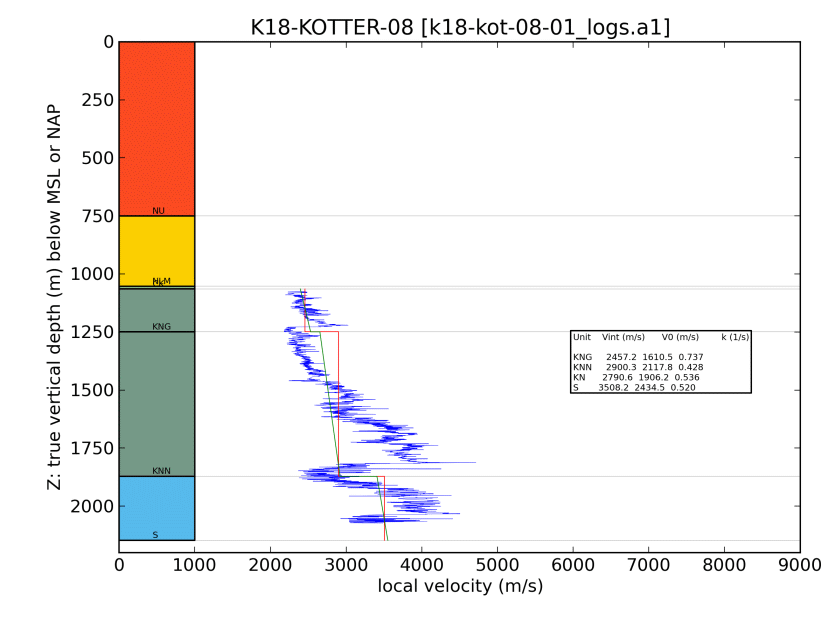 K18-KOTTER-08 [k18-kot-08-01_logs.a1]
Z: true vertical depth (m) below MSL or NAP
0
250
500
750
1000
1250
1500
1750
2000
NU
NLM
KNG
KNN
S
Unit Vint (m/s) V0 (m/s) k (1/s)
KNG 2457.2 1610.5 0.737
KNN 2900.3 2117.8 0.428
KN 2790.6 1906.2 0.536
S 3508.2 2434.5 0.520
0 1000 2000 3000 4000 5000 6000 7000 8000 9000
local velocity (m/s)